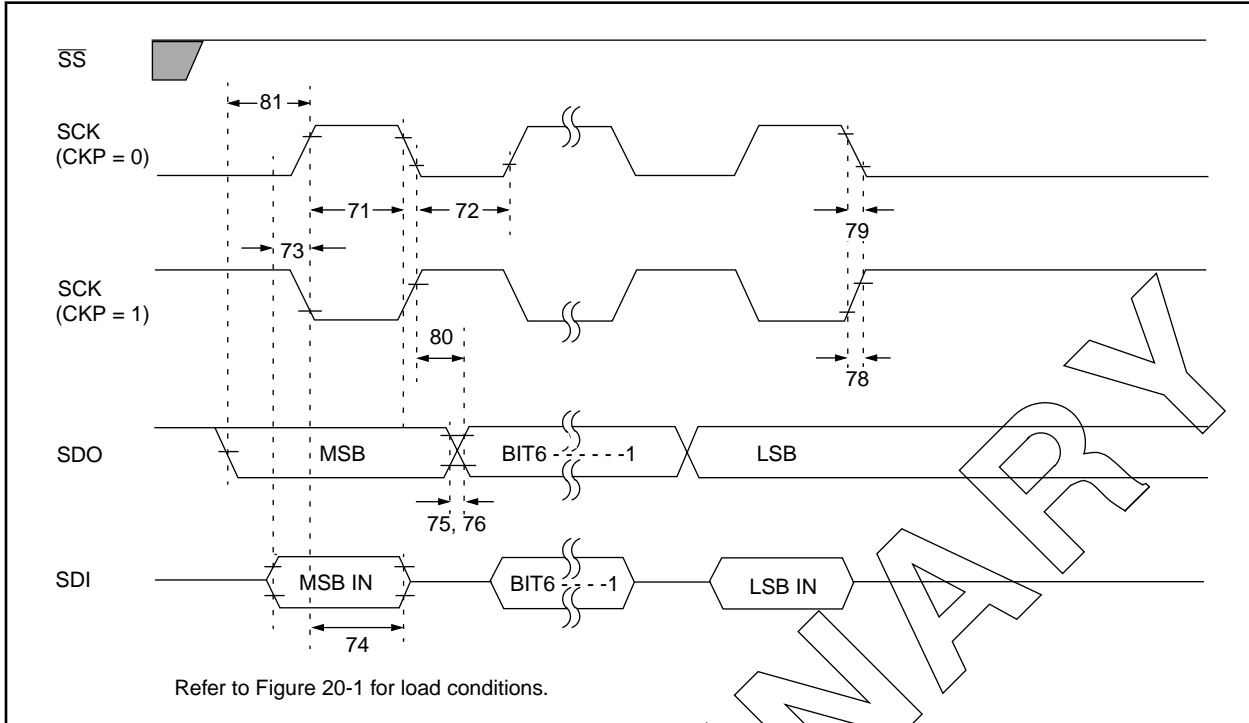 SS
81
SCK
(CKP = 0)
71
72
79
73
SCK
(CKP = 1)
80
78
SDO
MSB
BIT6 - - - - - -1
LSB
75, 76
SDI
MSB IN
BIT6 - - - - -1
LSB IN
74
Refer to Figure 20-1 for load conditions.
NARY